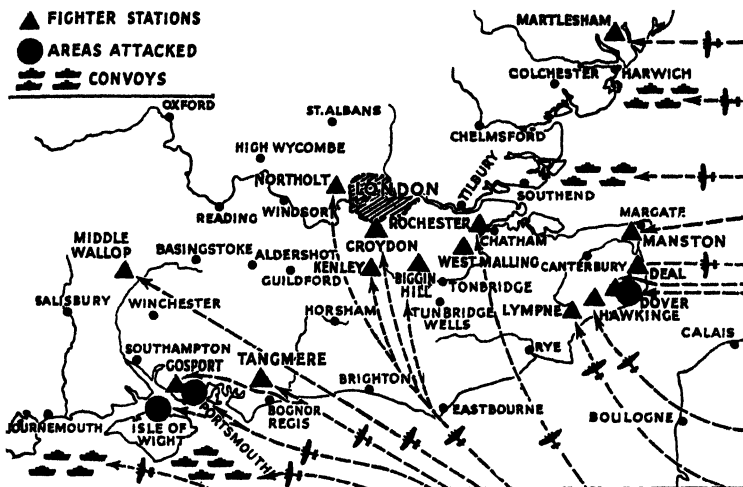 FIGHTER STATIONS
AREAS ATTACKED
CONVOYS
MARTLESHAM
COLCHESTER
HARWICH
OXFORD
ST. ALBANS
CHELMSFORD
HIGH WYCOMBE
NORTHOLT
LONDON
TILBURY
SOUTHEND
READING
WINDSOR
ROCHESTER
CHATHAM
MARGATE
MANSTON
MIDDLE
WALLOP
BASINGSTOKE
ALDERSHOT
GUILDFORD
CROYDON
KENLEY
BIGGIN
HILL
WEST MALLING
CANTERBURY
DEAL
DOVER
HAWKINGE
LYMPNE
TONBRIDGE
TUNBRIDGE
WELLS
SALISBURY
WINCHESTER
HORSHAM
RYE
CALAIS
SOUTHAMPTON
GOSPORT
TANGMERE
BRIGHTON
EASTBOURNE
BOULOGNE
BOURNEMOUTH
ISLE OF
WIGHT
PORTSMOUTH
BOGNOR
REGIS